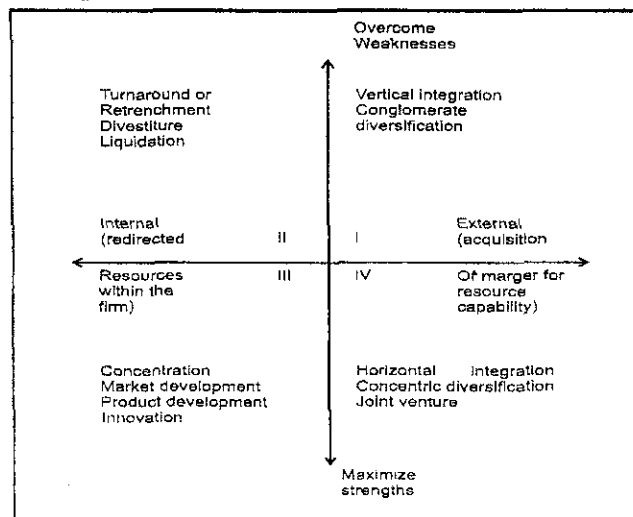 Overcome
Weaknesses
Turnaround or
Retrenchment
Divestiture
Liquidation
Vertical integration
Conglomerate
diversification
Internal
(redirected
II
I
External
(acquisition
Resources
within the
firm)
III
IV
Of marger for
resource
capability)
Concentration
Market development
Product development
Innovation
Horizontal Integration
Concentric diversification
Joint venture
Maximize
strengths